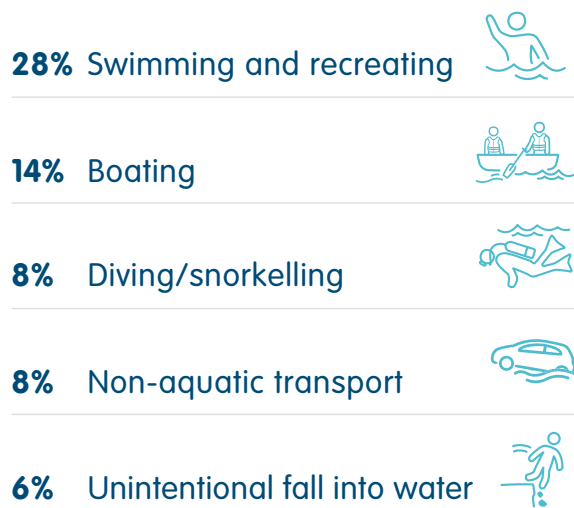 28% Swimming and recreating
14% Boating
8% Diving/snorkelling
8% Non-aquatic transport
6% Unintentional fall into water